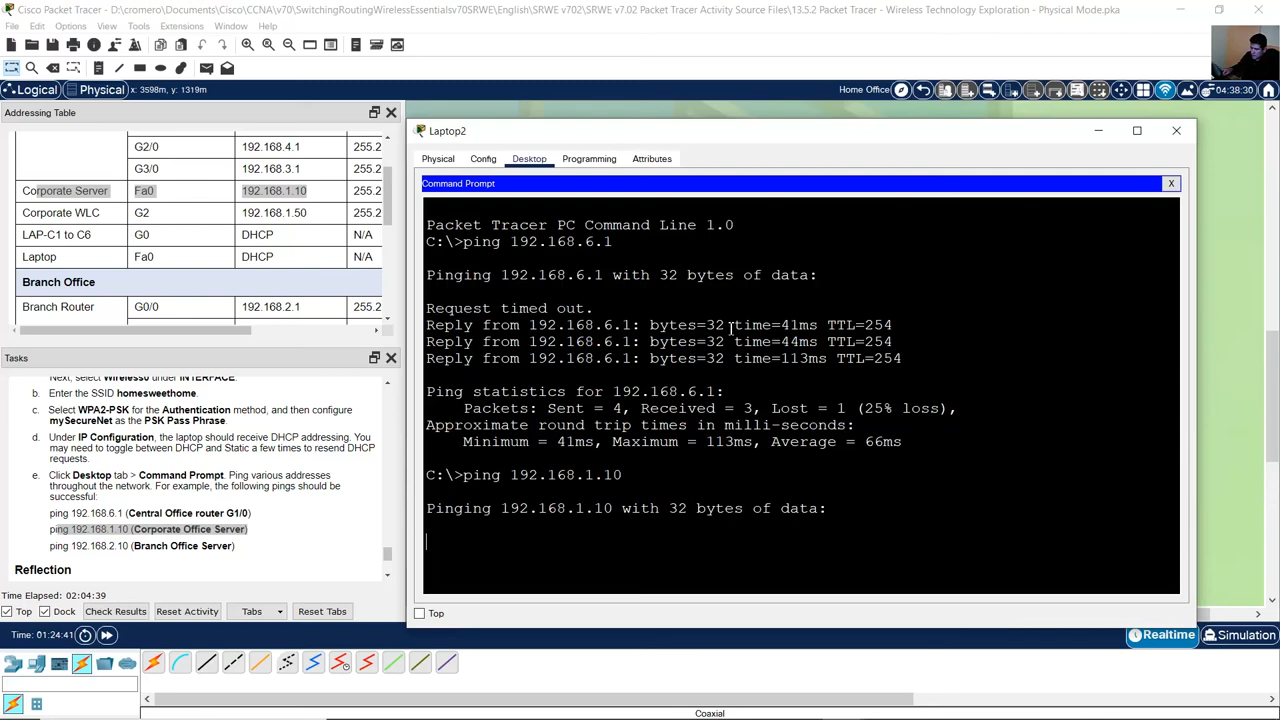 Cisco Packet Tracer - D:\cromero\Documents\Cisco\CCNA\v70\SwitchingRoutingWirelessEssentialsv70SRWE\English\SRWE v702\SRWE v7.02 Packet Tracer Activity Source Files\13.5.2 Packet Tracer - Wireless Technology Exploration - Physical Mode.pka
File Edit Options View Tools Extensions Window Help
Logical Physical x: 3598m, y: 1319m Home Office 04:38:30
Addressing Table
G2/0 192.168.4.1 255.2
G3/0 192.168.3.1 255.2
Corporate Server Fa0 192.168.1.10 255.2
Corporate WLC G2 192.168.1.50 255.2
LAP-C1 to C6 G0 DHCP N/A
Laptop Fa0 DHCP N/A
Branch Office
Branch Router G0/0 192.168.2.1 255.2
Tasks
Next, select Wireless0 under INTERFACE.
b. Enter the SSID homesweethome.
c. Select WPA2-PSK for the Authentication method, and then configure
mySecureNet as the PSK Pass Phrase.
d. Under IP Configuration, the laptop should receive DHCP addressing. You
may need to toggle between DHCP and Static a few times to resend DHCP
requests.
e. Click Desktop tab > Command Prompt. Ping various addresses
throughout the network. For example, the following pings should be
successful:
ping 192.168.6.1 (Central Office router G1/0)
ping 192.168.1.10 (Corporate Office Server)
ping 192.168.2.10 (Branch Office Server)
Reflection
Time Elapsed: 02:04:39
Top Dock Check Results Reset Activity Tabs Reset Tabs
Laptop2
Physical Config Desktop Programming Attributes
Command Prompt X
Packet Tracer PC Command Line 1.0
C:\>ping 192.168.6.1
Pinging 192.168.6.1 with 32 bytes of data:
Request timed out.
Reply from 192.168.6.1: bytes=32 time=41ms TTL=254
Reply from 192.168.6.1: bytes=32 time=44ms TTL=254
Reply from 192.168.6.1: bytes=32 time=113ms TTL=254
Ping statistics for 192.168.6.1:
Packets: Sent = 4, Received = 3, Lost = 1 (25% loss),
Approximate round trip times in milli-seconds:
Minimum = 41ms, Maximum = 113ms, Average = 66ms
C:\>ping 192.168.1.10
Pinging 192.168.1.10 with 32 bytes of data:
Top
Time: 01:24:41 Realtime Simulation
Coaxial